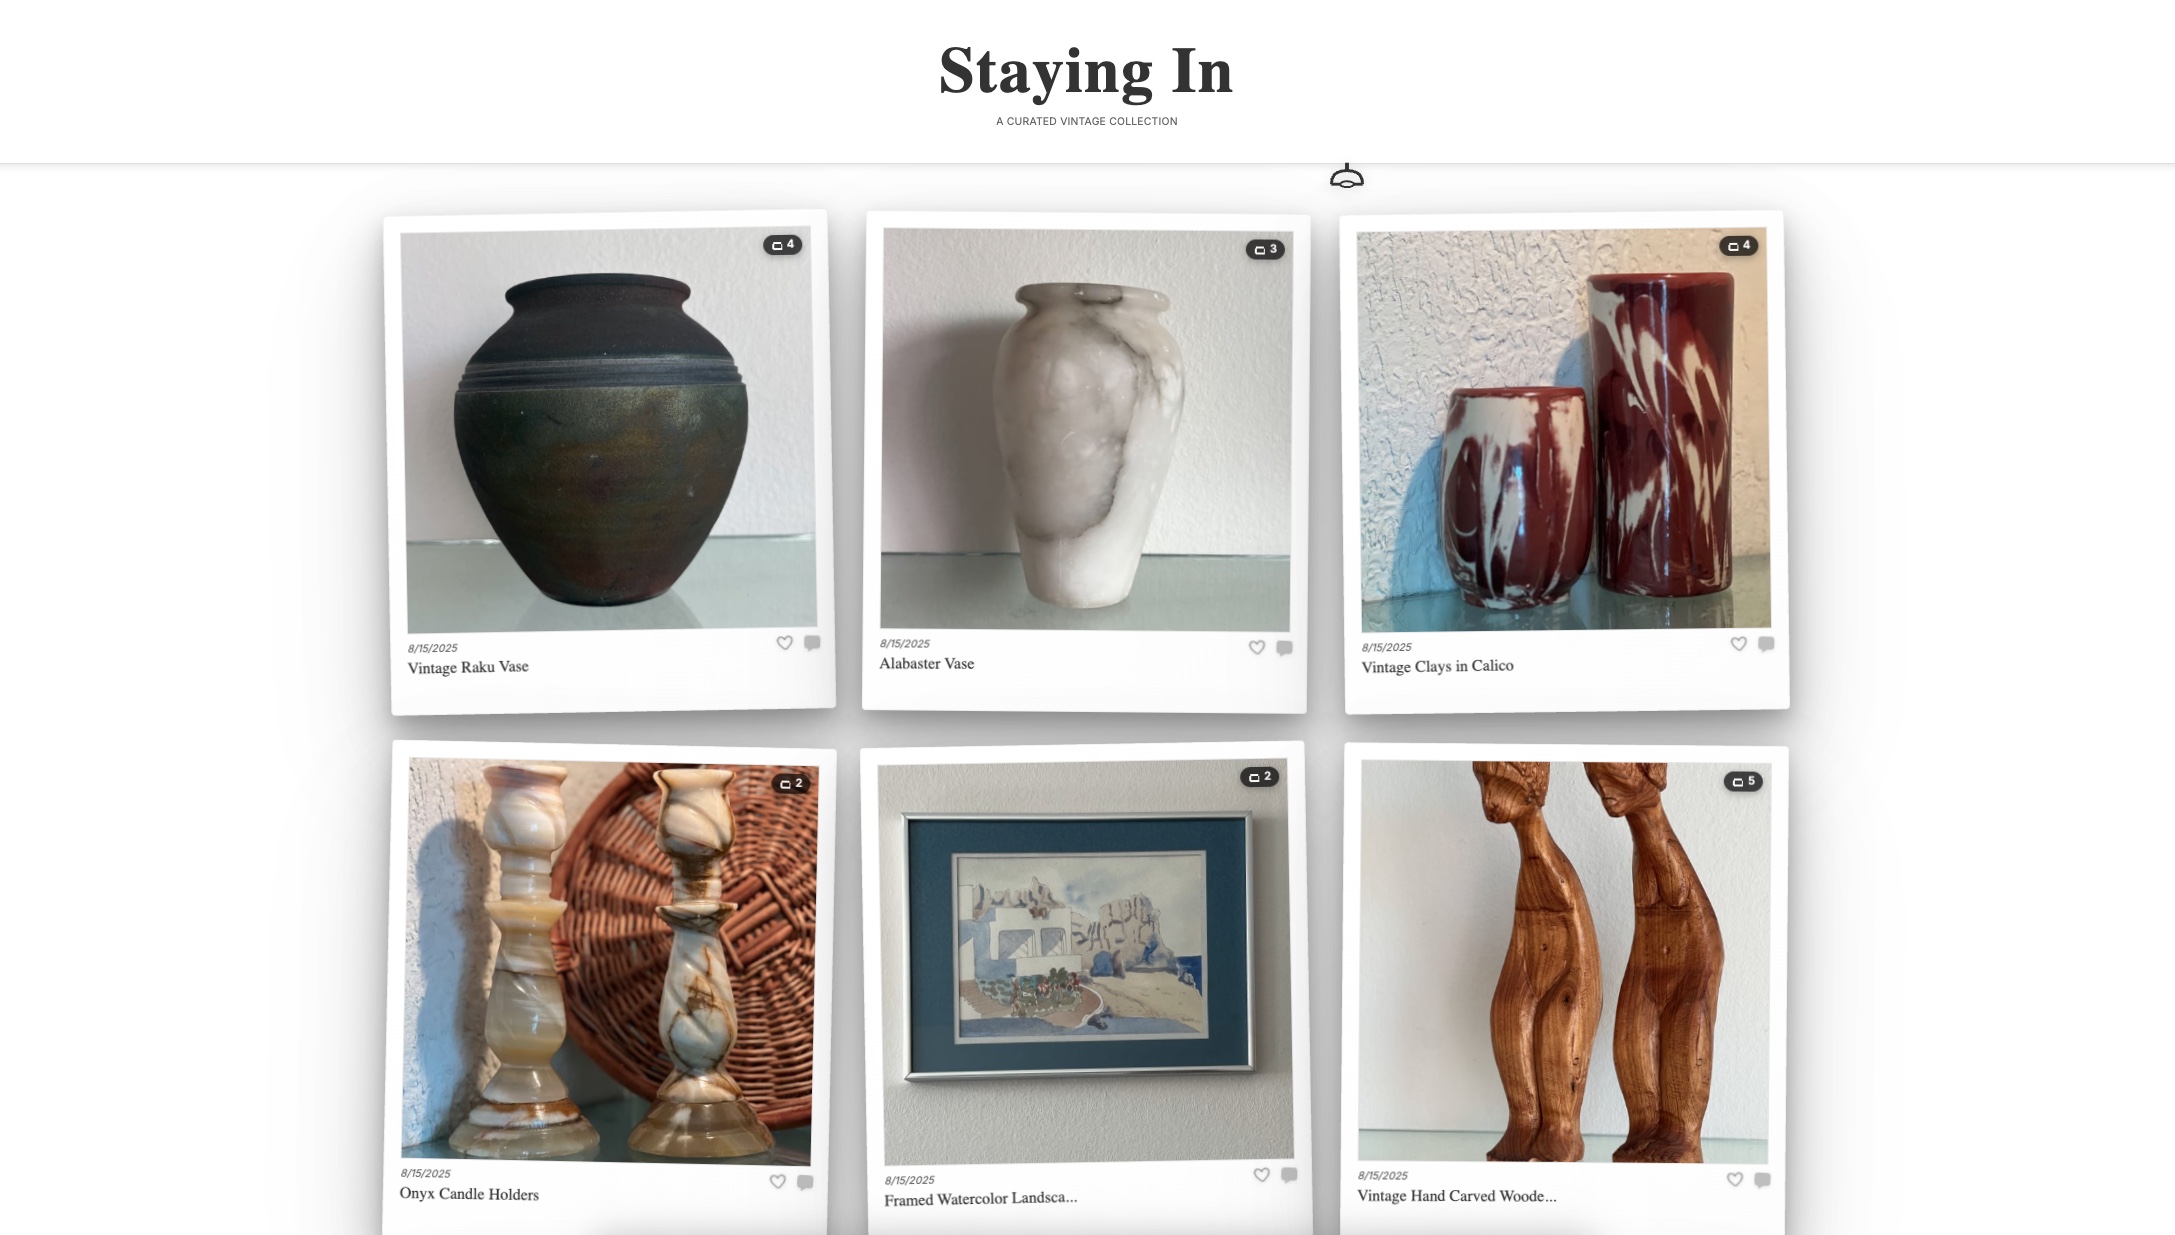 Staying In
A CURATED VINTAGE COLLECTION
4
3
4
8/15/2025
Vintage Raku Vase
8/15/2025
Alabaster Vase
8/15/2025
Vintage Clays in Calico
2
2
5
8/15/2025
Onyx Candle Holders
8/15/2025
Framed Watercolor Landsca...
8/15/2025
Vintage Hand Carved Woode...